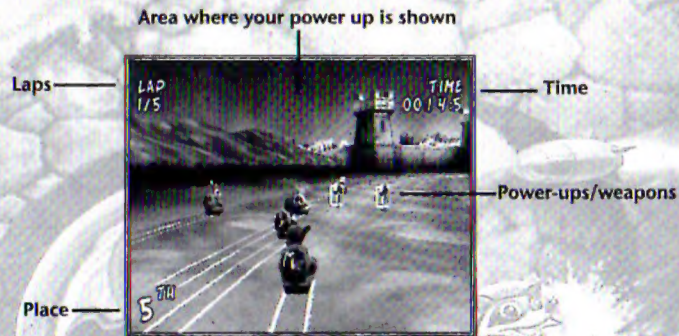 Area where your power up is shown
Laps
LAP
1/5
TIME
00:14:5
Time
Power-ups/weapons
Place
5TH